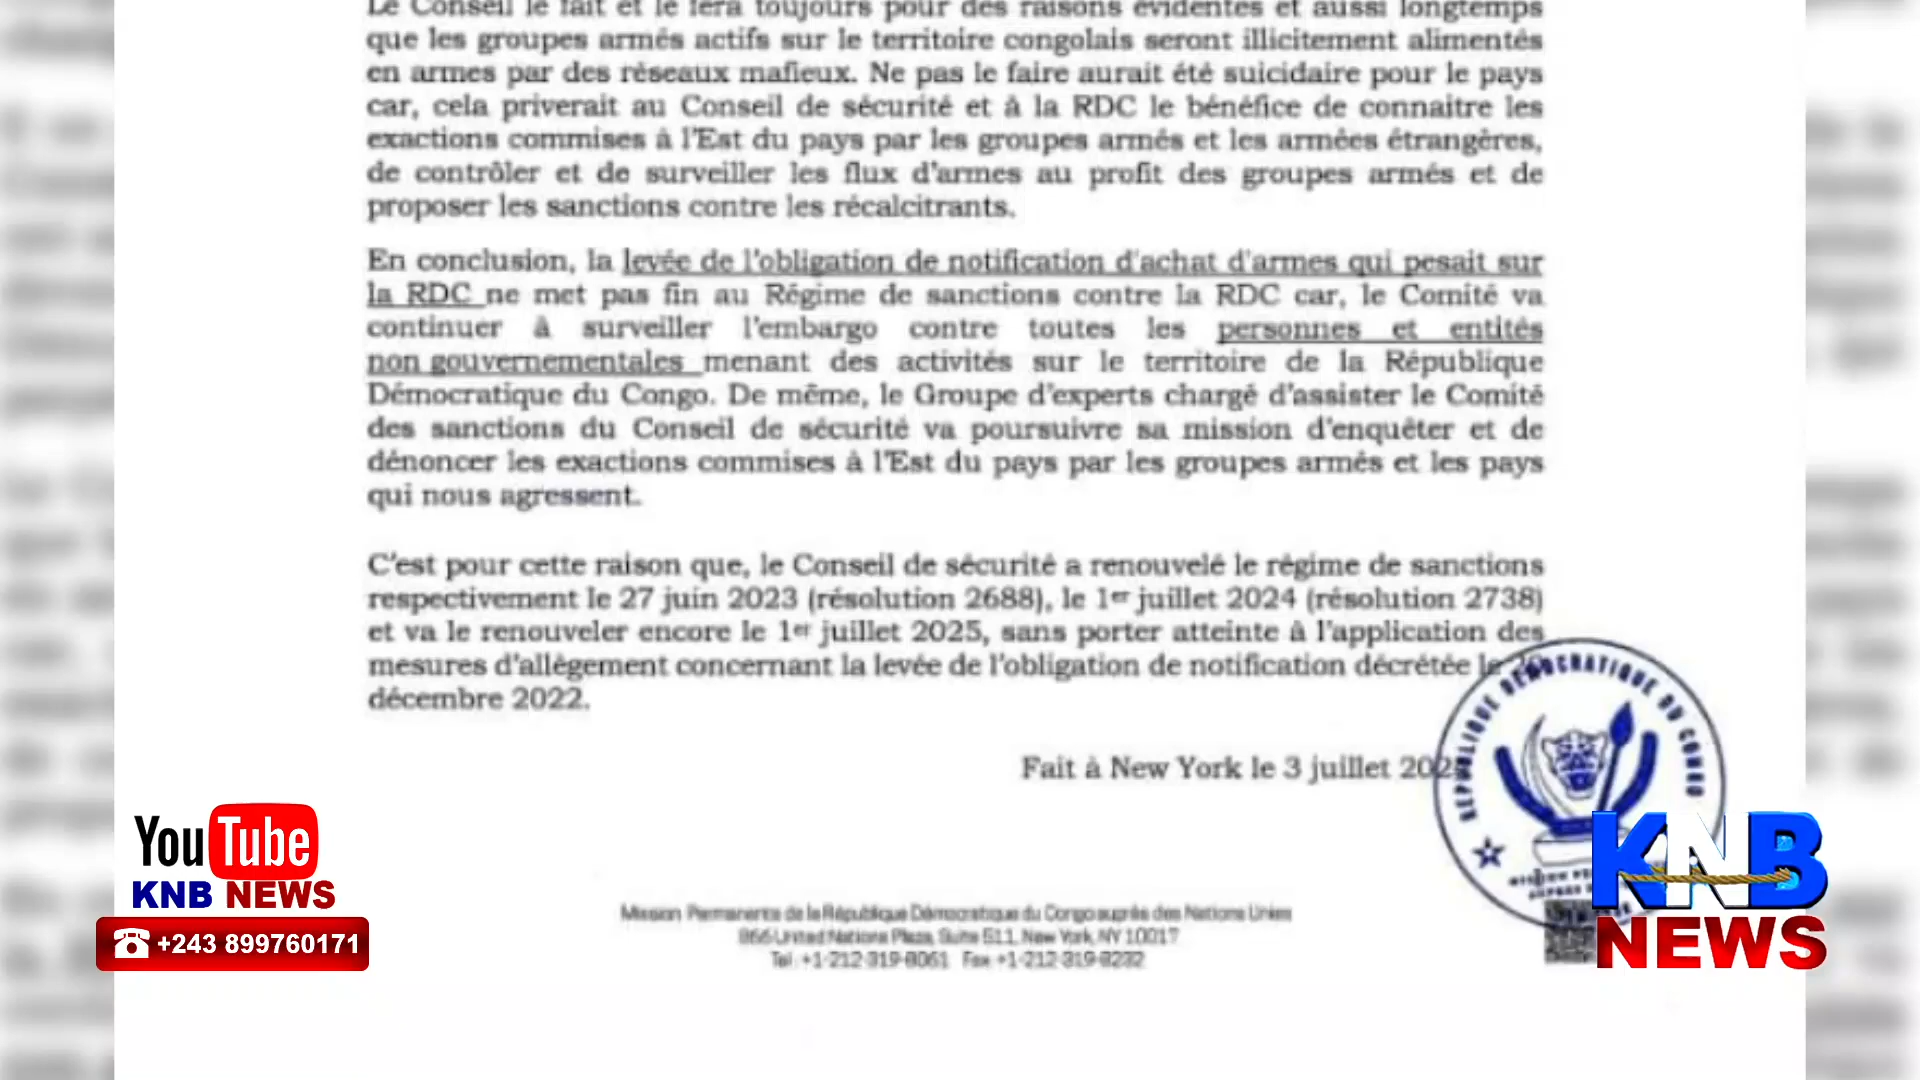 Le Conseil le fait et le fera toujours pour des raisons évidentes et aussi longtemps
que les groupes armés actifs sur le territoire congolais seront illicitement alimentés
en armes par des réseaux mafieux. Ne pas le faire aurait été suicidaire pour le pays
car, cela priverait au Conseil de sécurité et à la RDC le bénéfice de connaitre les
exactions commises à l'Est du pays par les groupes armés et les armées étrangères,
de contrôler et de surveiller les flux d'armes au profit des groupes armés et de
proposer les sanctions contre les récalcitrants.
En conclusion, la levée de l'obligation de notification d'achat d'armes qui pesait sur
la RDC ne met pas fin au Régime de sanctions contre la RDC car, le Comité va
continuer à surveiller l'embargo contre toutes les personnes et entités
non gouvernementales menant des activités sur le territoire de la République
Démocratique du Congo. De même, le Groupe d'experts chargé d'assister le Comité
des sanctions du Conseil de sécurité va poursuivre sa mission d'enquêter et de
dénoncer les exactions commises à l'Est du pays par les groupes armés et les pays
qui nous agressent.
C'est pour cette raison que, le Conseil de sécurité a renouvelé le régime de sanctions
respectivement le 27 juin 2023 (résolution 2688), le 1er juillet 2024 (résolution 2738)
et va le renouveler encore le 1er juillet 2025, sans porter atteinte à l'application des
mesures d'allègement concernant la levée de l'obligation de notification décrétée le
décembre 2022.
Fait à New York le 3 juillet
REPUBLIQUE DEMOCRATIQUE DU CONGO
Mission Permanente de la République Démocratique du Congo auprès des Nations Unies
866 United Nations Plaza, Suite 511, New York, NY 10017
Tel : +1-212-319-8061 Fax +1-212-319-8232
YouTube
KNB NEWS
+243 899760171
KNB
NEWS